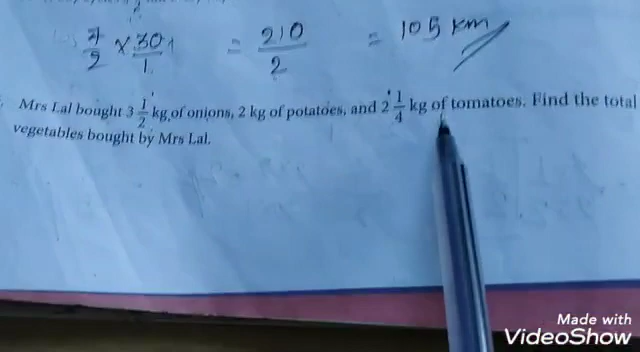 7/2 × 30/1 = 210/2 = 105 km
Mrs Lal bought 3 1/2 kg of onions, 2 kg of potatoes, and 2 1/4 kg of tomatoes. Find the total
vegetables bought by Mrs Lal.
Made with
VideoShow